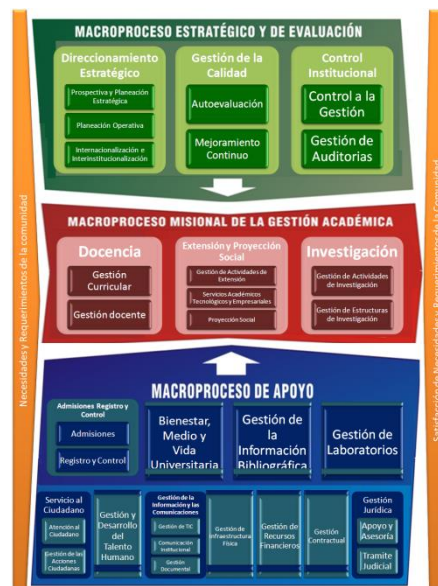 MACROPROCESO ESTRATÉGICO Y DE EVALUACIÓN
Direccionamiento
Estratégico
Prospectiva y Planeación
Estratégica
Planeación Operativa
Internacionalización e
Interinstitucionalización
Gestión de la
Calidad
Autoevaluación
Mejoramiento
Continuo
Control
Institucional
Control a la
Gestión
Gestión de
Auditorias
MACROPROCESO MISIONAL DE LA GESTIÓN ACADÉMICA
Docencia
Gestión
Curricular
Gestión docente
Extensión y Proyección
Social
Gestión de Actividades de
Extensión
Servicios Académicos
Tecnológicos y Empresariales
Proyección Social
Investigación
Gestión de Actividades
de Investigación
Gestión de Estructuras
de Investigación
MACROPROCESO DE APOYO
Admisiones Registro y
Control
Admisiones
Registro y Control
Bienestar,
Medio y
Vida
Universitaria
Gestión de
la
Información
Bibliográfica
Gestión de
Laboratorios
Servicio al
Ciudadano
Atención al
Ciudadano
Gestión de las
Acciones
Ciudadanas
Gestión y
Desarrollo
del
Talento
Humano
Gestión de la
Información y las
Comunicaciones
Gestión de TIC
Comunicación
Institucional
Gestión
Documental
Gestión de
Infraestructura
Física
Gestión de
Recursos
Financieros
Gestión
Contractual
Gestión
Jurídica
Apoyo y
Asesoría
Tramite
Judicial
Necesidades y Requerimientos de la comunidad
Satisfacción de Necesidades y Requerimientos de La Comunidad